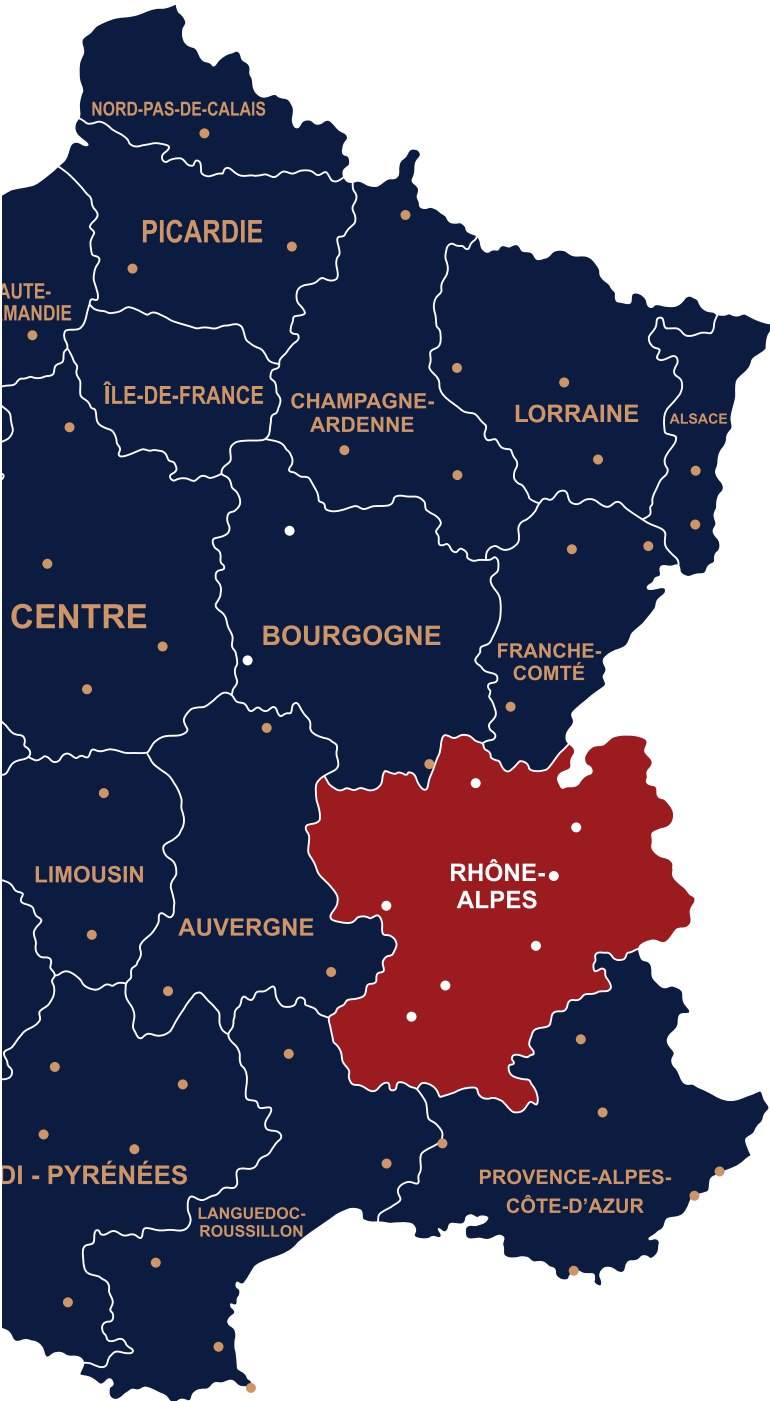 NORD-PAS-DE-CALAIS
PICARDIE
AUTE-
MANDIE
ÎLE-DE-FRANCE
CHAMPAGNE-
ARDENNE
LORRAINE
ALSACE
CENTRE
BOURGOGNE
FRANCHE-
COMTÉ
LIMOUSIN
AUVERGNE
RHÔNE-
ALPES
DI - PYRÉNÉES
LANGUEDOC-
ROUSSILLON
PROVENCE-ALPES-
CÔTE-D’AZUR